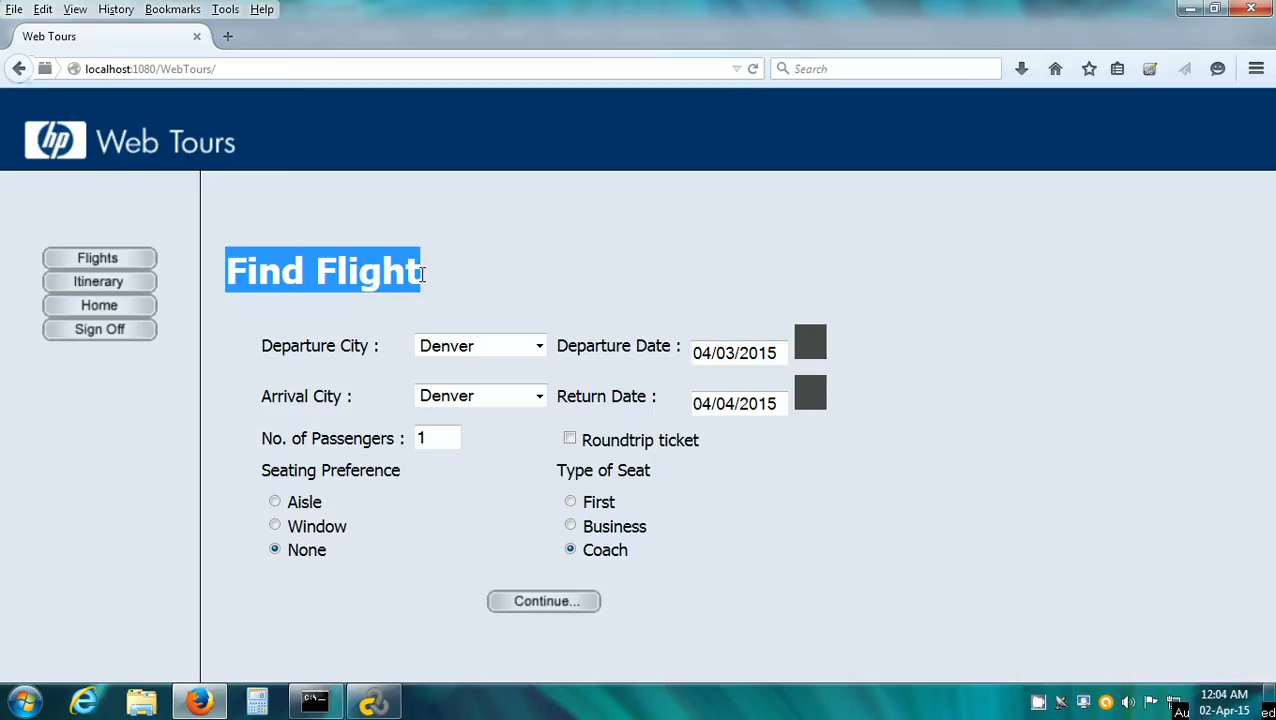 File Edit View History Bookmarks Tools Help
Web Tours
localhost:1080/WebTours/
Search
hp Web Tours
Flights
Itinerary
Home
Sign Off
Find Flight
Departure City : Denver Departure Date : 04/03/2015
Arrival City : Denver Return Date : 04/04/2015
No. of Passengers : 1 Roundtrip ticket
Seating Preference Type of Seat
Aisle First
Window Business
None Coach
Continue...
12:04 AM
02-Apr-15
Au ed